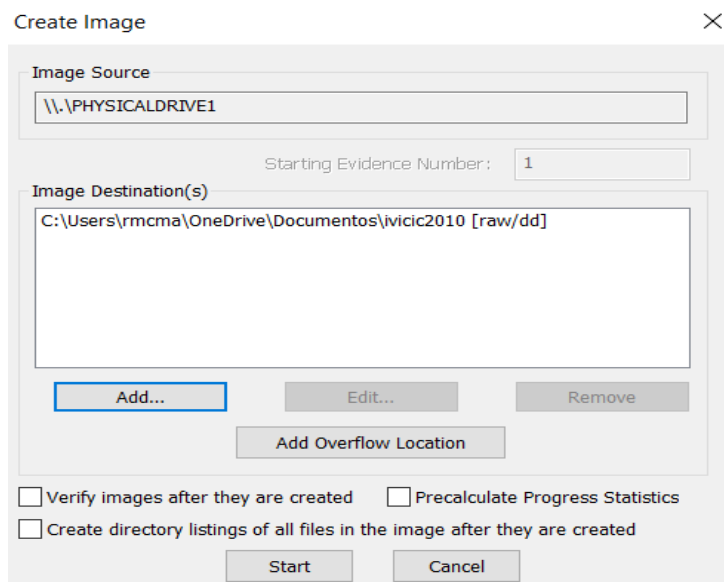 Create Image
Image Source
\\.\PHYSICALDRIVE1
Starting Evidence Number: 1
Image Destination(s)
C:\Users\rmcma\OneDrive\Documentos\ivicic2010 [raw/dd]
Add... Edit... Remove
Add Overflow Location
Verify images after they are created Precalculate Progress Statistics
Create directory listings of all files in the image after they are created
Start Cancel